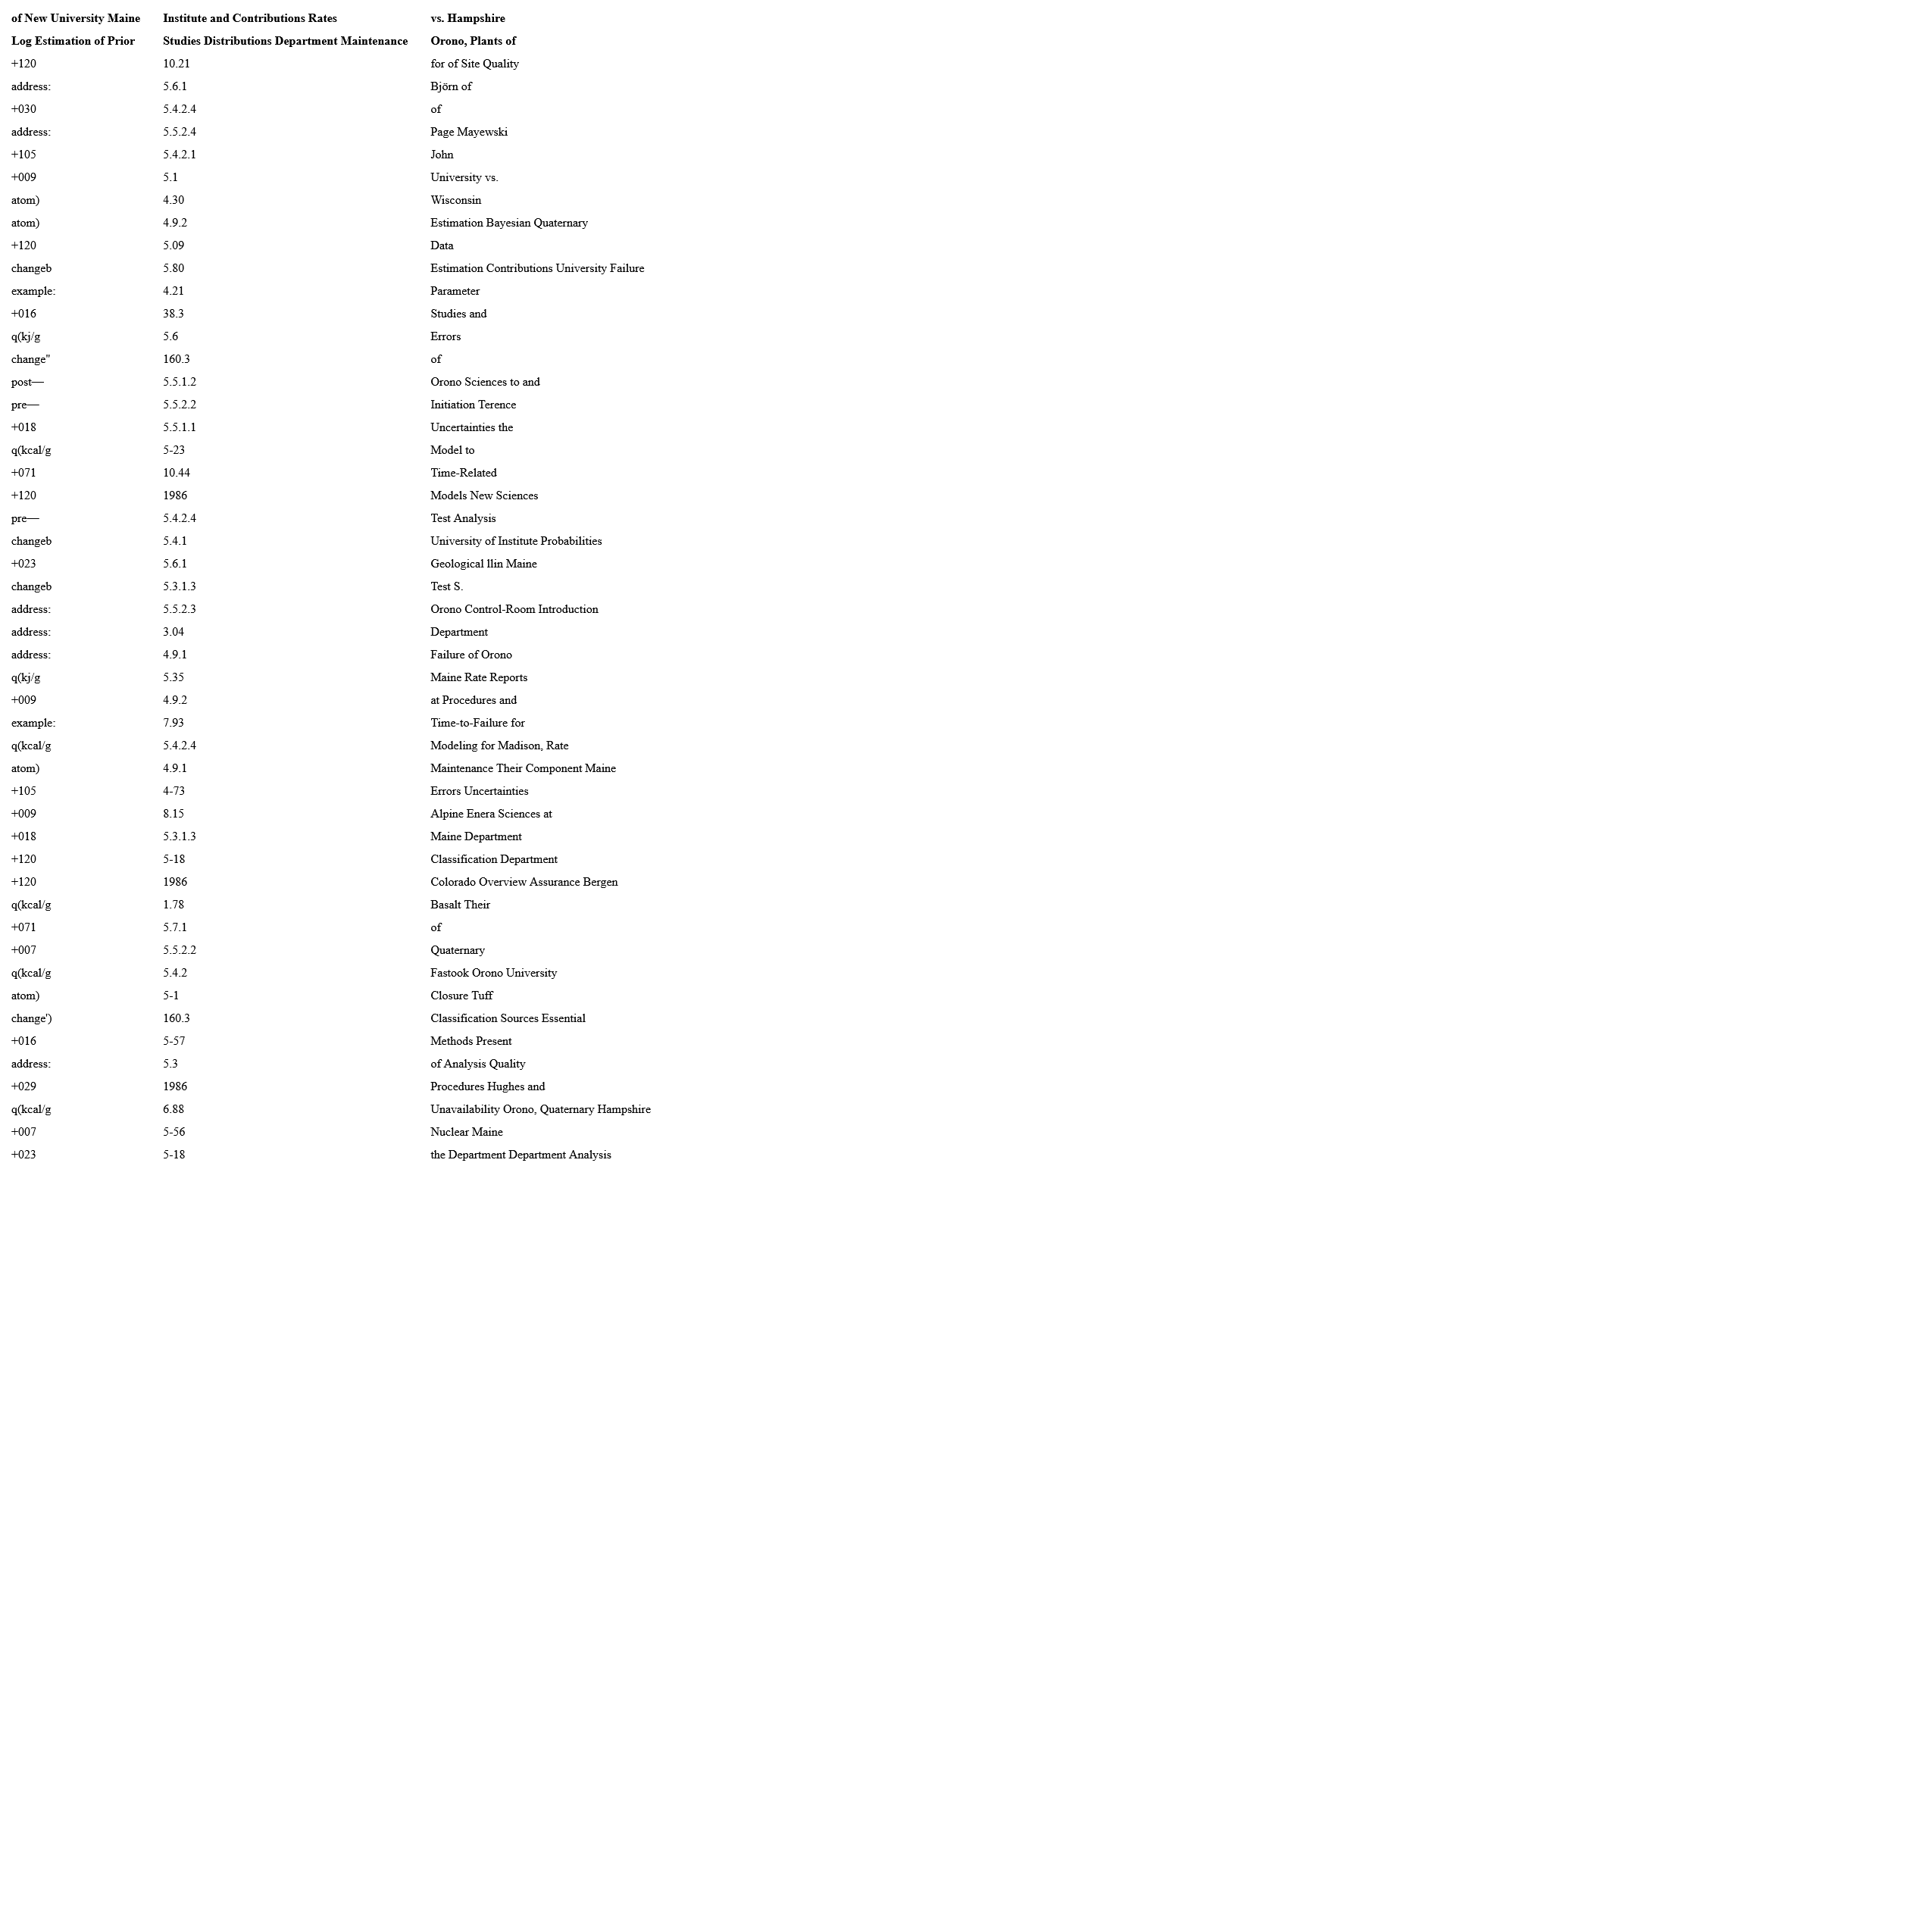 of New University Maine Institute and Contributions Rates vs. Hampshire
Log Estimation of Prior Studies Distributions Department Maintenance Orono, Plants of
+120 10.21 for of Site Quality
address: 5.6.1 Björn of
+030 5.4.2.4 of
address: 5.5.2.4 Page Mayewski
+105 5.4.2.1 John
+009 5.1 University vs.
atom) 4.30 Wisconsin
atom) 4.9.2 Estimation Bayesian Quaternary
+120 5.09 Data
changeb 5.80 Estimation Contributions University Failure
example: 4.21 Parameter
+016 38.3 Studies and
q(kj/g 5.6 Errors
change" 160.3 of
post— 5.5.1.2 Orono Sciences to and
pre— 5.5.2.2 Initiation Terence
+018 5.5.1.1 Uncertainties the
q(kcal/g 5-23 Model to
+071 10.44 Time-Related
+120 1986 Models New Sciences
pre— 5.4.2.4 Test Analysis
changeb 5.4.1 University of Institute Probabilities
+023 5.6.1 Geological llin Maine
changeb 5.3.1.3 Test S.
address: 5.5.2.3 Orono Control-Room Introduction
address: 3.04 Department
address: 4.9.1 Failure of Orono
q(kj/g 5.35 Maine Rate Reports
+009 4.9.2 at Procedures and
example: 7.93 Time-to-Failure for
q(kcal/g 5.4.2.4 Modeling for Madison, Rate
atom) 4.9.1 Maintenance Their Component Maine
+105 4-73 Errors Uncertainties
+009 8.15 Alpine Enera Sciences at
+018 5.3.1.3 Maine Department
+120 5-18 Classification Department
+120 1986 Colorado Overview Assurance Bergen
q(kcal/g 1.78 Basalt Their
+071 5.7.1 of
+007 5.5.2.2 Quaternary
q(kcal/g 5.4.2 Fastook Orono University
atom) 5-1 Closure Tuff
change') 160.3 Classification Sources Essential
+016 5-57 Methods Present
address: 5.3 of Analysis Quality
+029 1986 Procedures Hughes and
q(kcal/g 6.88 Unavailability Orono, Quaternary Hampshire
+007 5-56 Nuclear Maine
+023 5-18 the Department Department Analysis